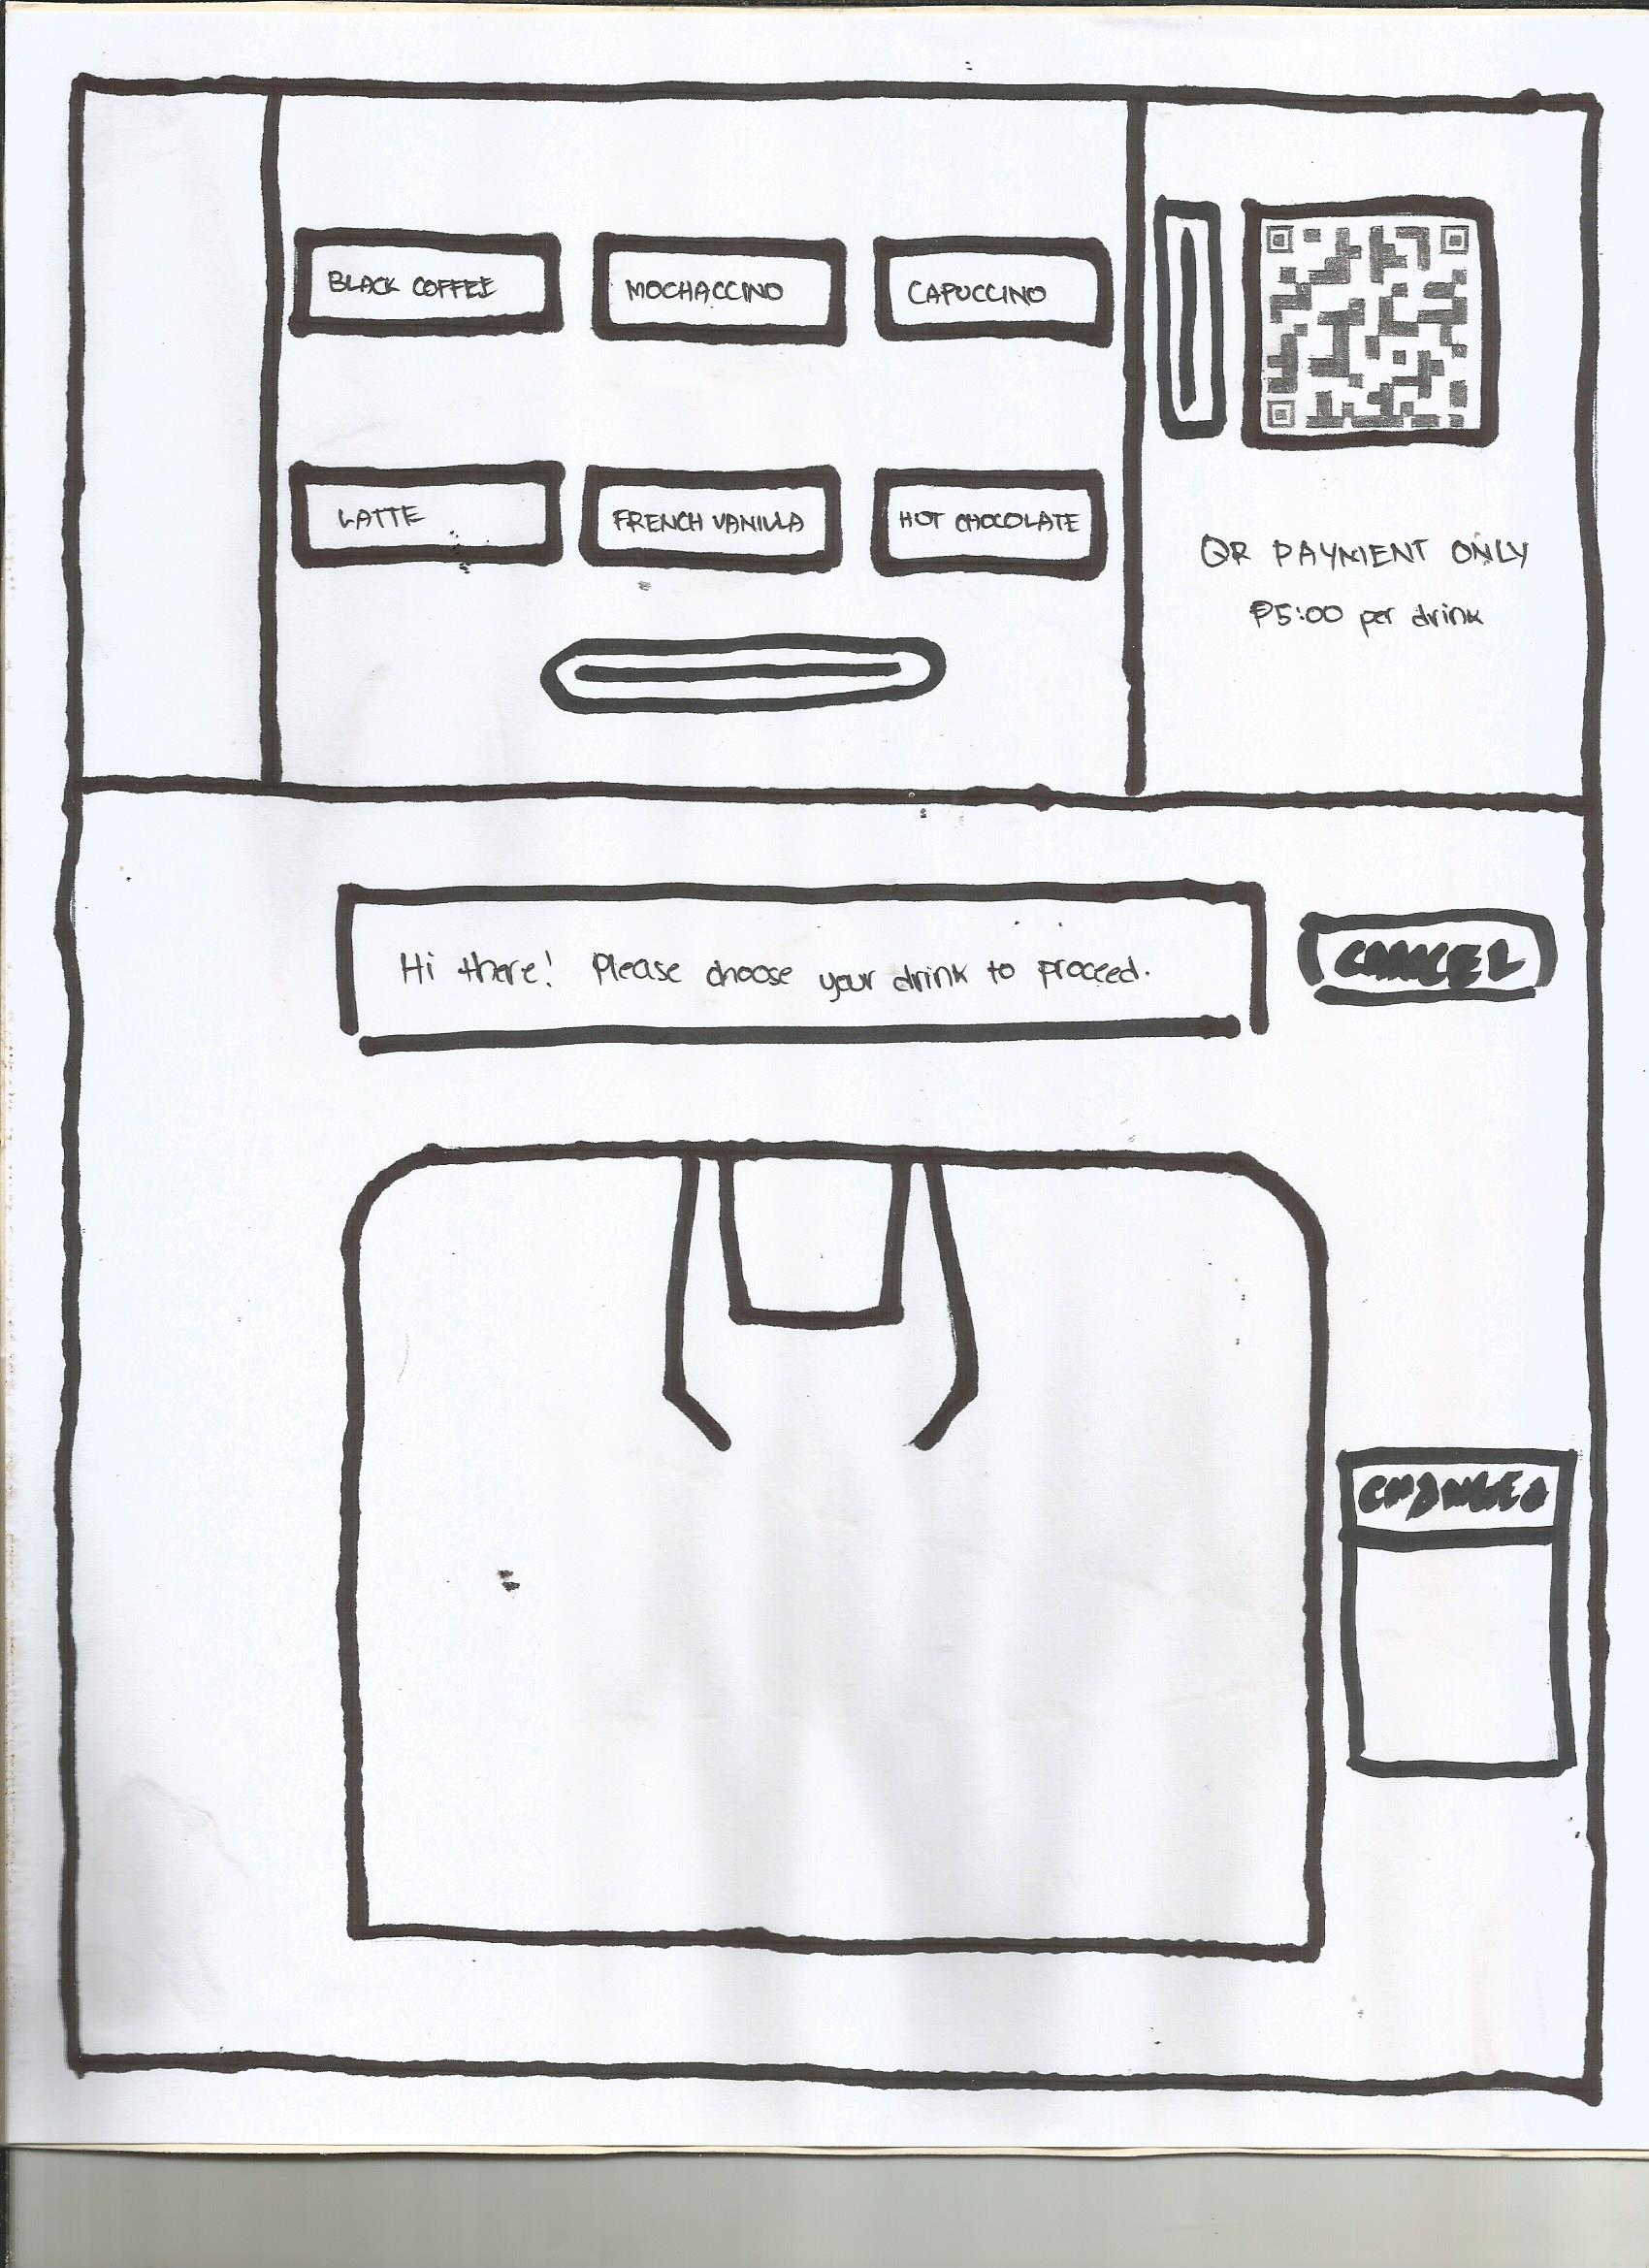 BLACK COFFEE
MOCHACCINO
CAPUCCINO
LATTE
FRENCH VANILLA
HOT CHOCOLATE
QR PAYMENT ONLY
₱5:00 per drink
Hi there! Please choose your drink to proceed.
CANCEL